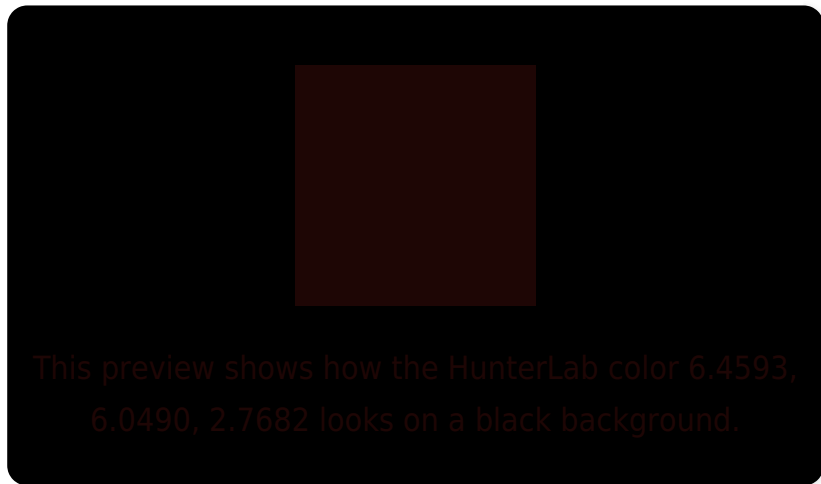 This preview shows how the HunterLab color 6.4593,
6.0490, 2.7682 looks on a black background.